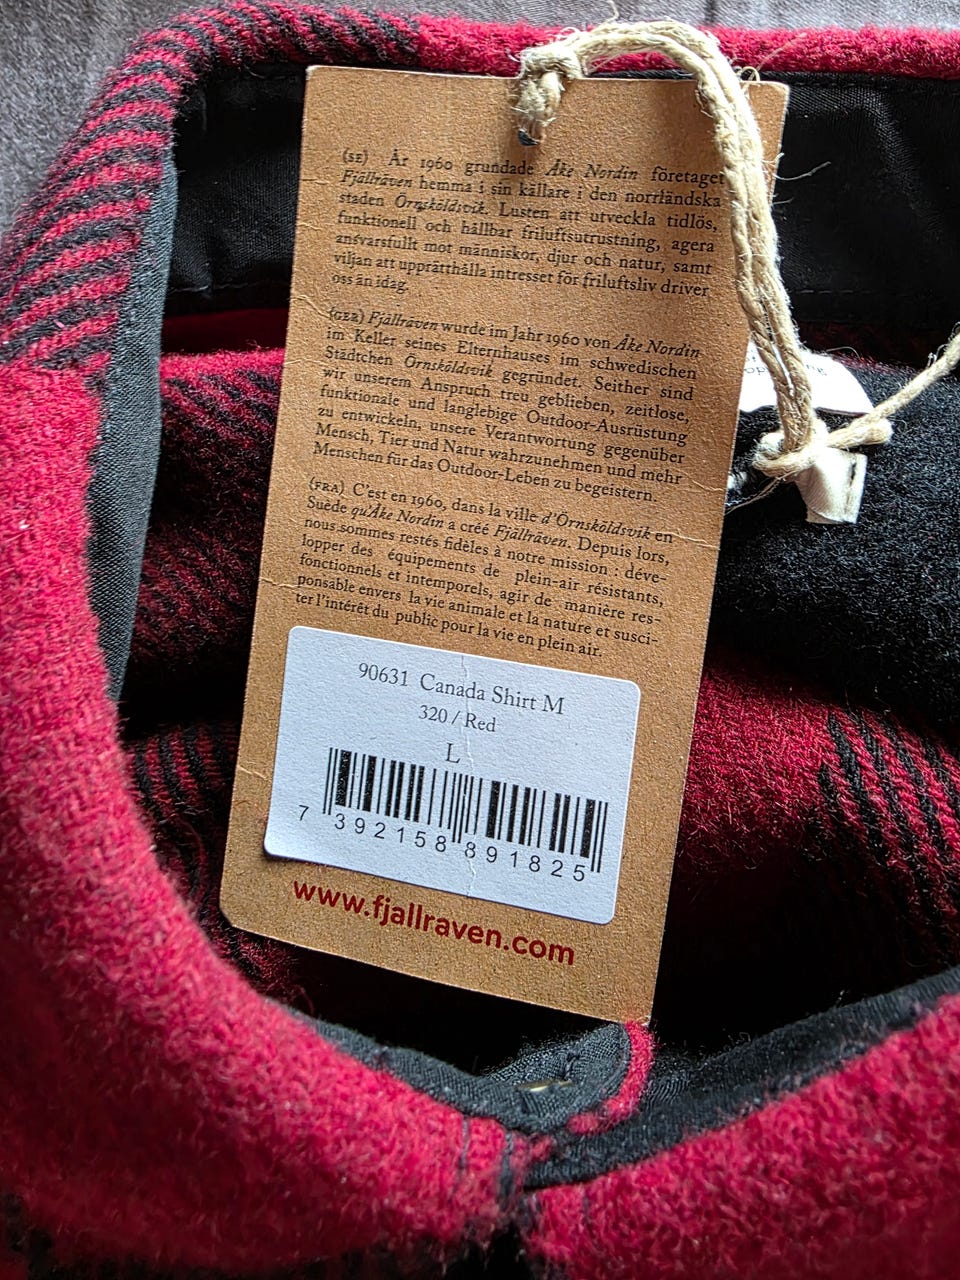 (SE) År 1960 grundade Åke Nordin företaget
Fjällräven hemma i sin källare i den norrländska
staden Örnsköldsvik. Lusten att utveckla tidlös,
funktionell och hållbar friluftsutrustning, agera
ansvarsfullt mot människor, djur och natur, samt
viljan att upprätthålla intresset för friluftsliv driver
oss än idag.
(GER) Fjällräven wurde im Jahr 1960 von Åke Nordin
im Keller seines Elternhauses im schwedischen
Städtchen Örnsköldsvik gegründet. Seither sind
wir unserem Anspruch treu geblieben, zeitlose,
funktionale und langlebige Outdoor-Ausrüstung
zu entwickeln, unsere Verantwortung gegenüber
Mensch, Tier und Natur wahrzunehmen und mehr
Menschen für das Outdoor-Leben zu begeistern.
(FRA) C'est en 1960, dans la ville d'Örnsköldsvik en
Suède qu'Åke Nordin a créé Fjällräven. Depuis lors,
nous sommes restés fidèles à notre mission : déve-
lopper des équipements de plein-air résistants,
fonctionnels et intemporels, agir de manière res-
ponsable envers la vie animale et la nature et susci-
ter l'intérêt du public pour la vie en plein air.
90631 Canada Shirt M
320 / Red
L
7 392158 891825
www.fjallraven.com